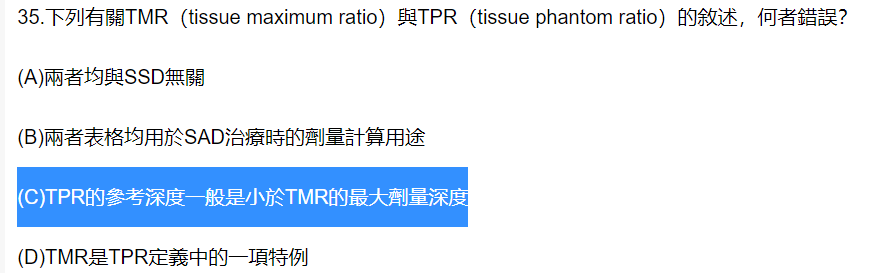 35.下列有關TMR（tissue maximum ratio）與TPR（tissue phantom ratio）的敘述，何者錯誤?
(A)兩者均與SSD無關
(B)兩者表格均用於SAD治療時的劑量計算用途
(C)TPR的參考深度一般是小於TMR的最大劑量深度
(D)TMR是TPR定義中的一項特例